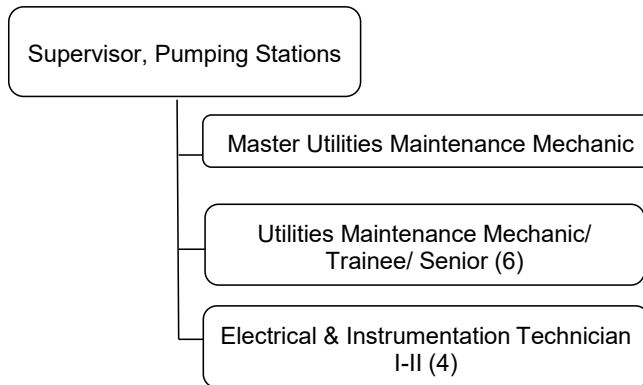 Supervisor, Pumping Stations
Master Utilities Maintenance Mechanic
Utilities Maintenance Mechanic/
Trainee/ Senior (6)
Electrical & Instrumentation Technician
I-II (4)